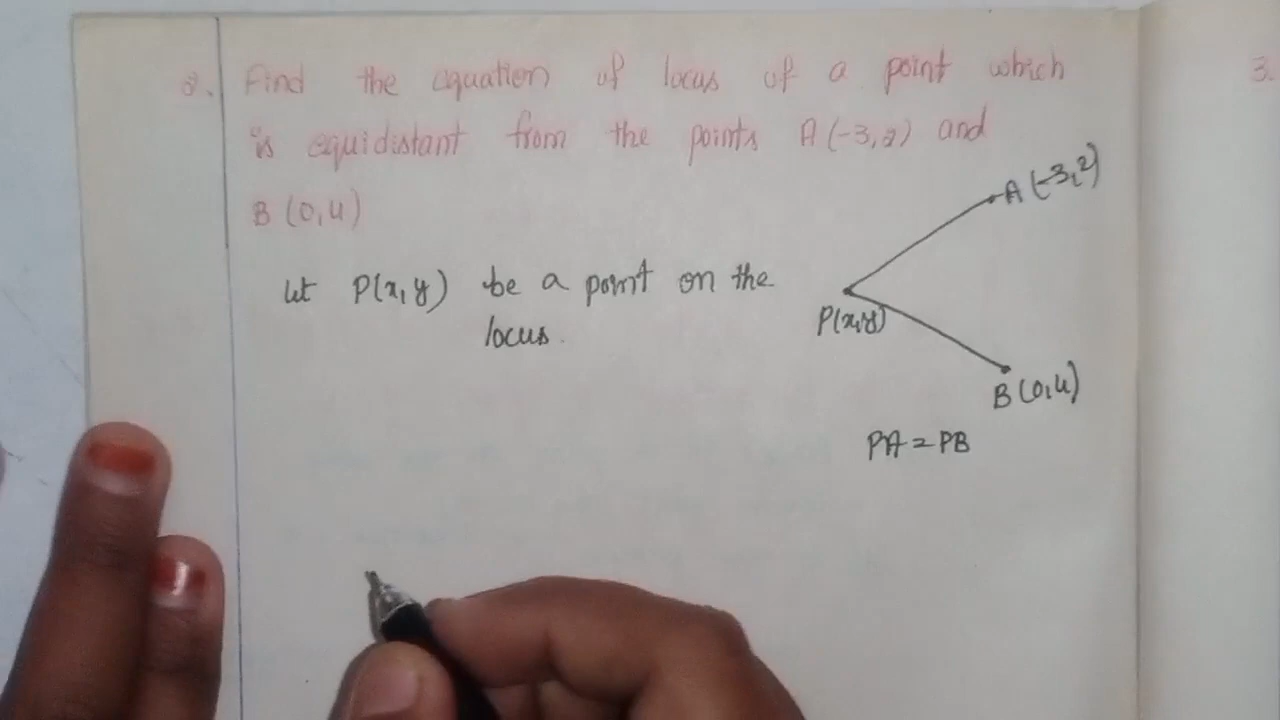 2. Find the equation of locus of a point which
is equidistant from the points A(-3,2) and
B(0,4)
A(-3,2)
let P(x,y) be a point on the
locus.
P(x,y)
B(0,4)
PA=PB
3.